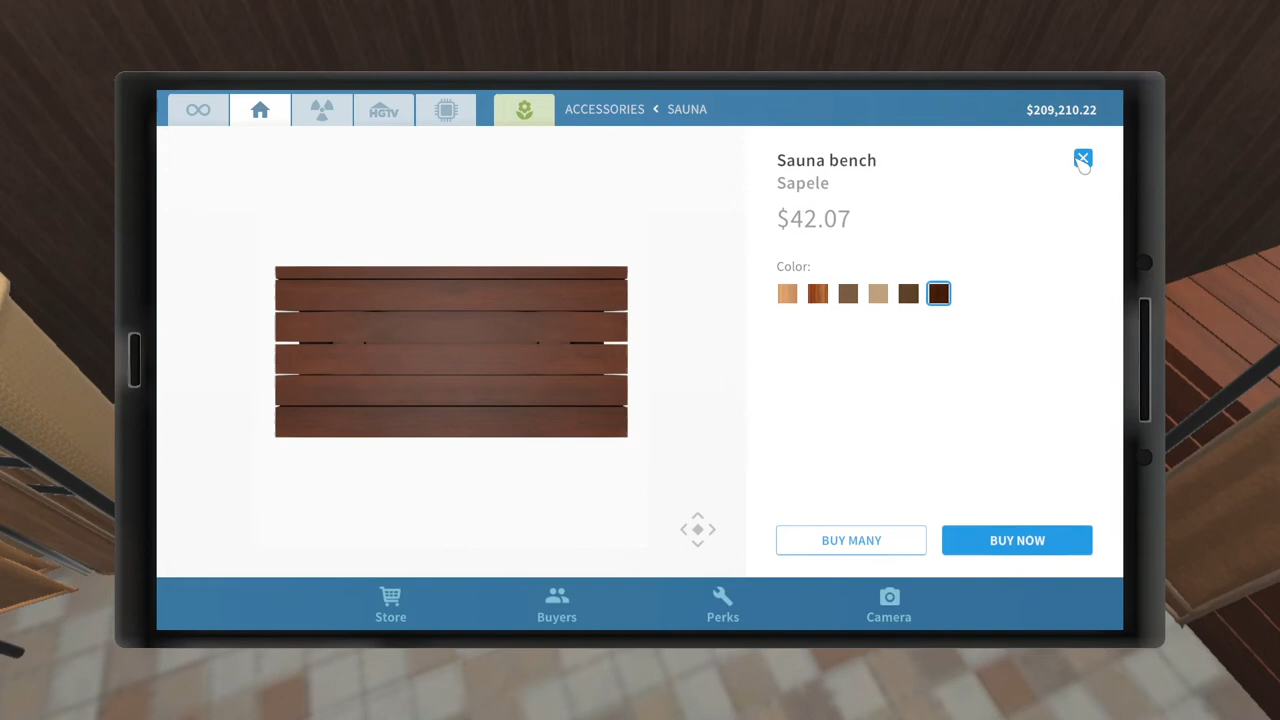 HGTV
ACCESSORIES < SAUNA
$209,210.22
Sauna bench
Sapele
$42.07
Color:
BUY MANY
BUY NOW
Store
Buyers
Perks
Camera